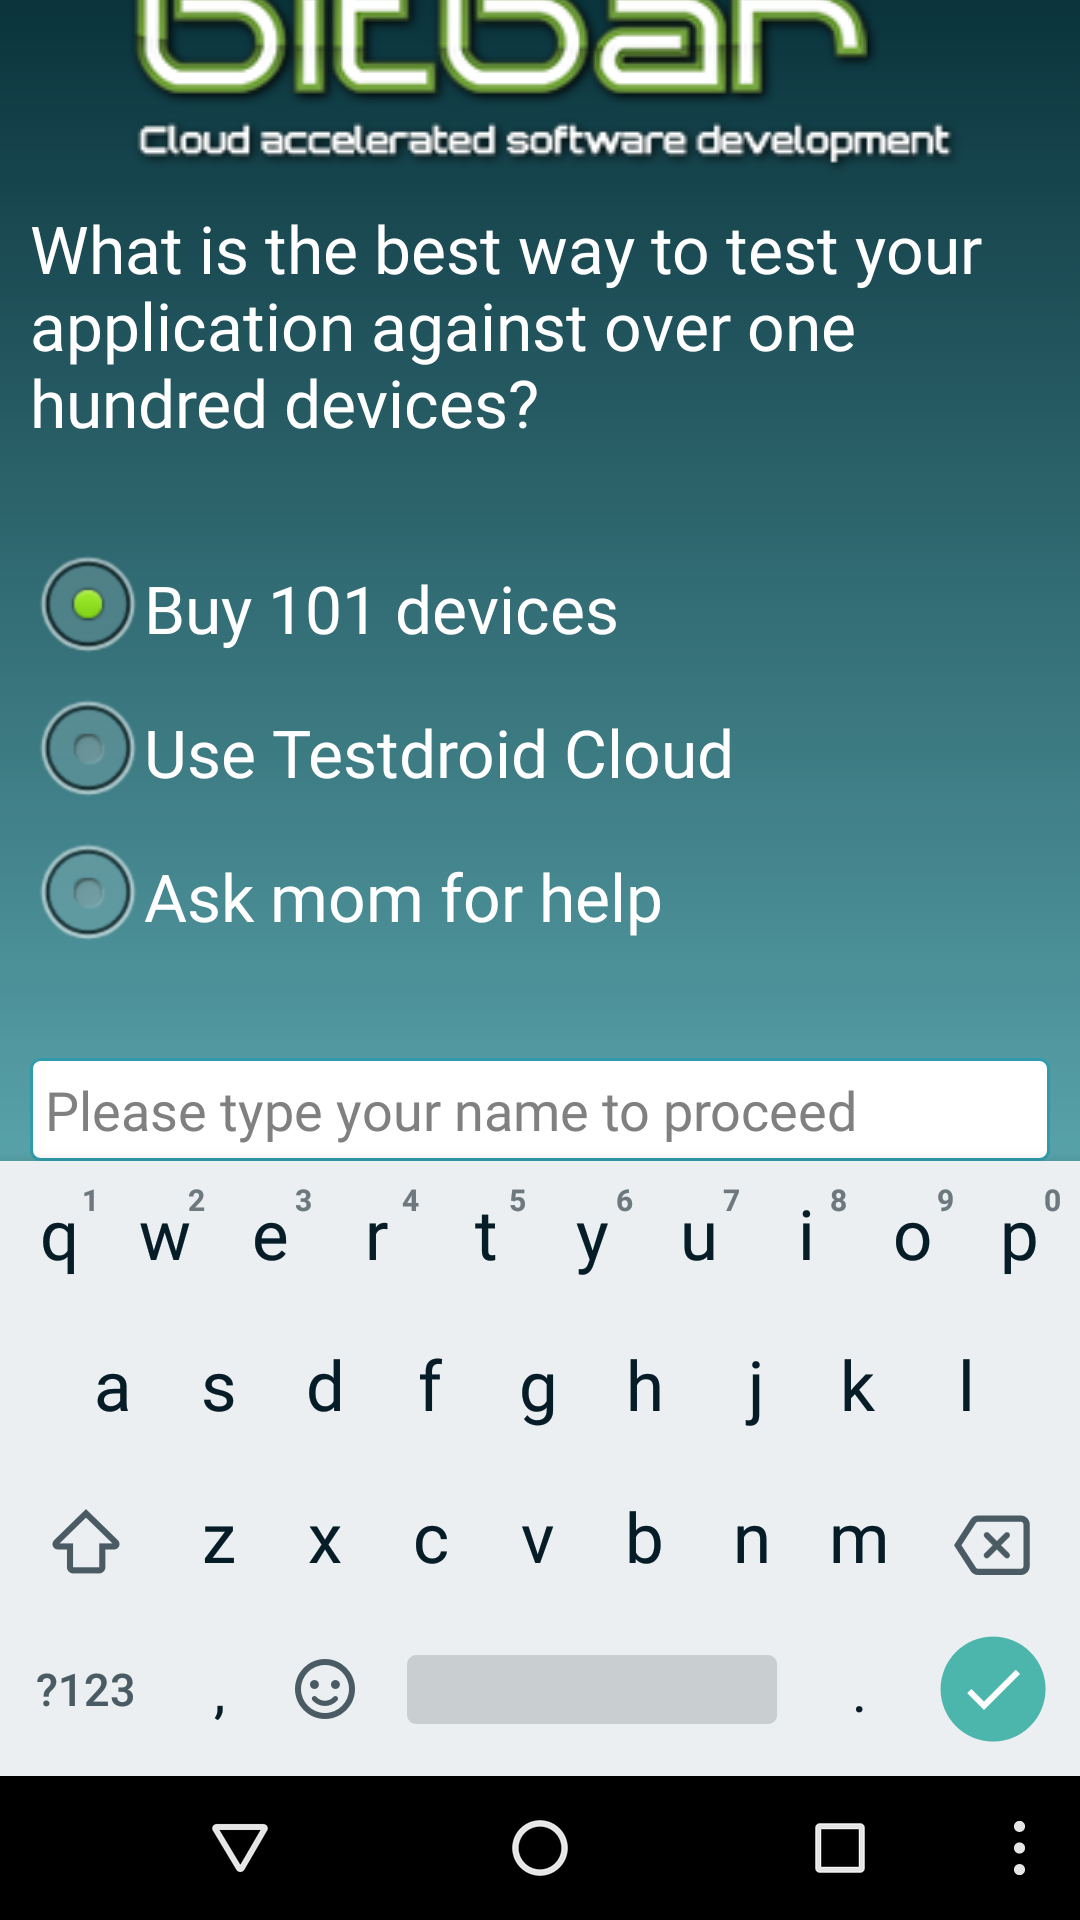 bitbar
Cloud accelerated software development
What is the best way to test your
application against over one
hundred devices?
Buy 101 devices
Use Testdroid Cloud
Ask mom for help
Please type your name to proceed
1 2 3 4 5 6 7 8 9 0
q w e r t y u i o p
a s d f g h j k l
z x c v b n m
?123 , .